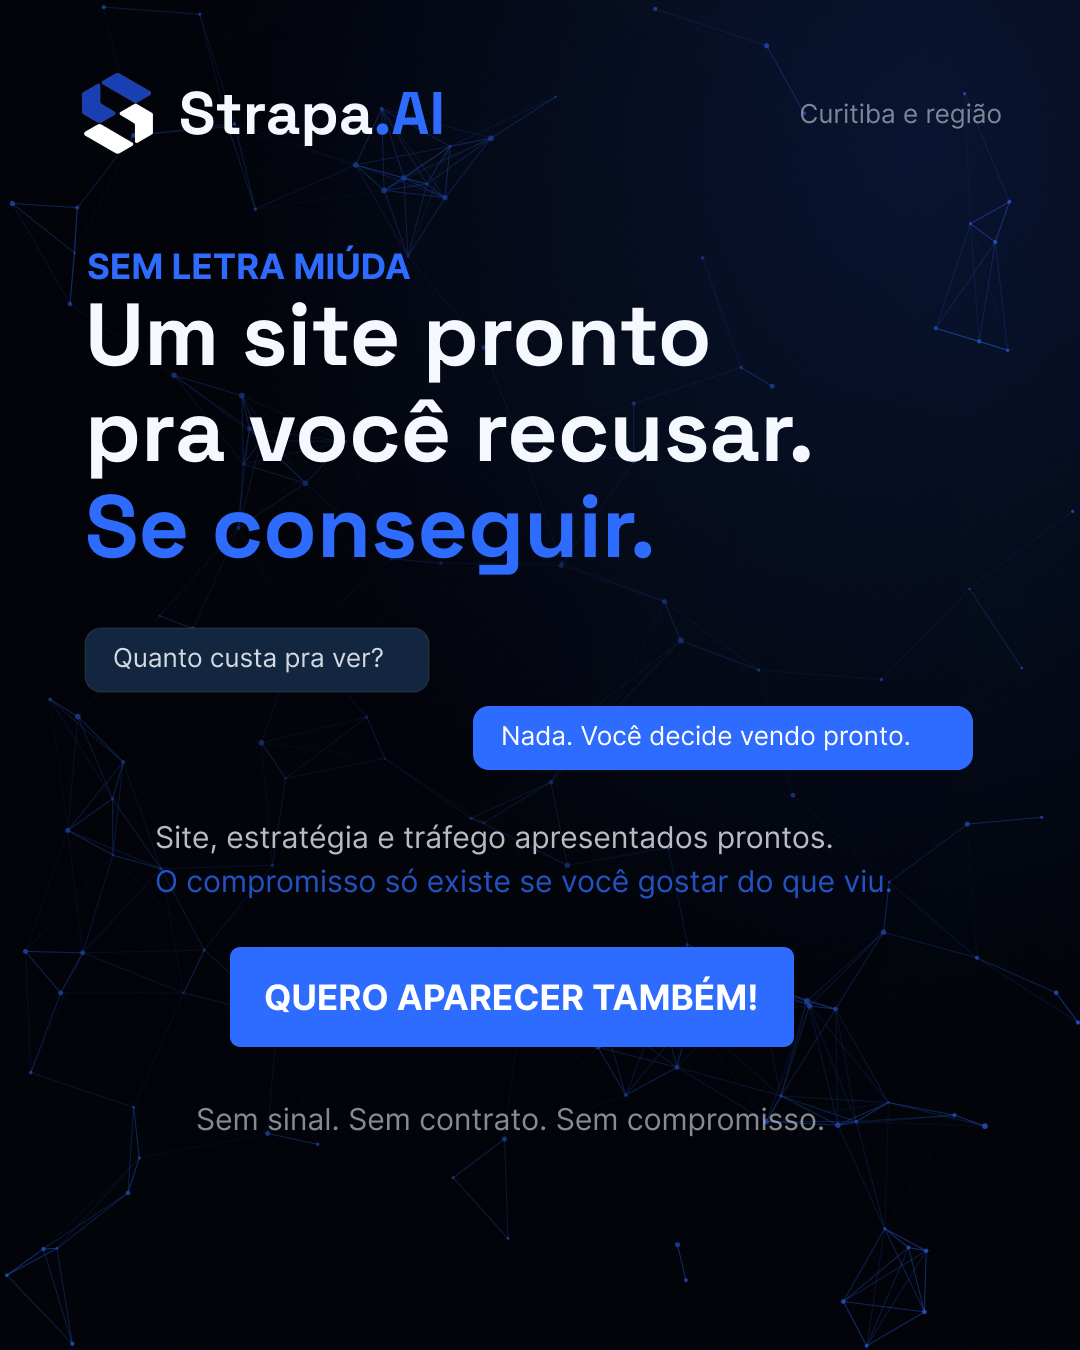 Strapa.AI
Curitiba e região
SEM LETRA MIÚDA
Um site pronto
pra você recusar.
Se conseguir.
Quanto custa pra ver?
Nada. Você decide vendo pronto.
Site, estratégia e tráfego apresentados prontos.
O compromisso só existe se você gostar do que viu.
QUERO APARECER TAMBÉM!
Sem sinal. Sem contrato. Sem compromisso.